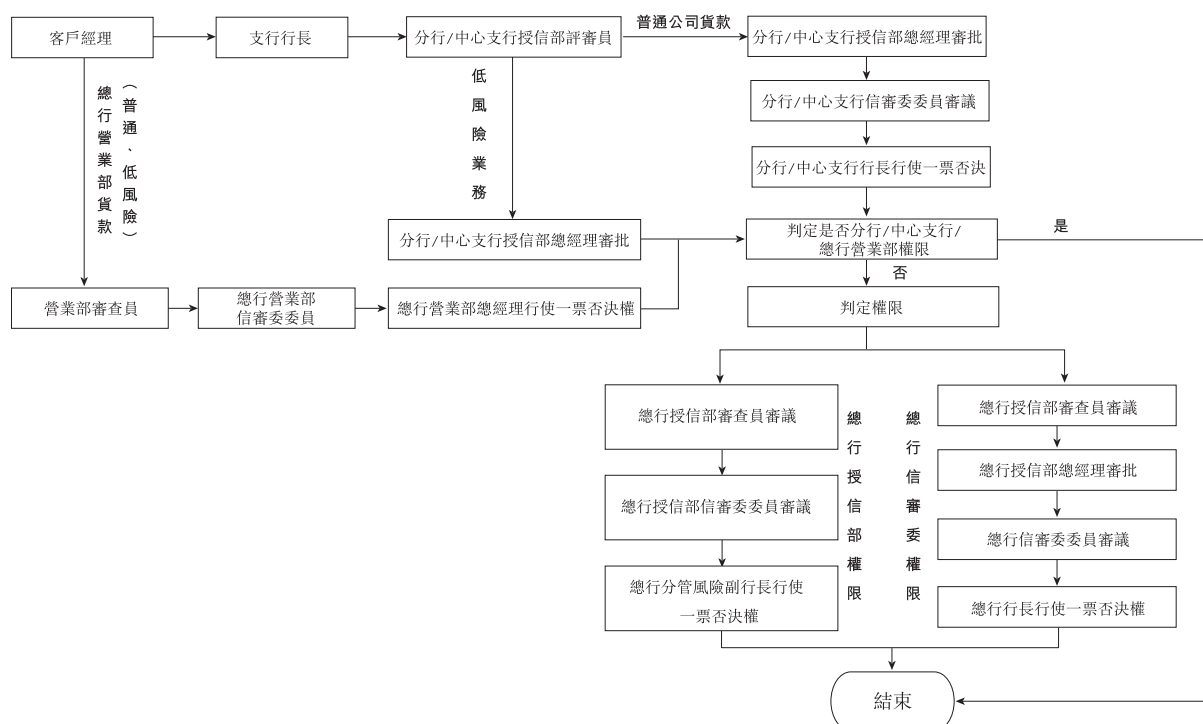 客戶經理
支行行長
分行/中心支行授信部評審員
普通公司貸款
分行/中心支行授信部總經理審批
總行營業部貸款
（普通、低風險）
低風險業務
分行/中心支行信審委委員審議
分行/中心支行行長行使一票否決
分行/中心支行授信部總經理審批
判定是否分行/中心支行/
總行營業部權限
是
否
營業部審查員
總行營業部
信審委委員
總行營業部總經理行使一票否決權
判定權限
總行授信部審查員審議
總行授信部信審委委員審議
總行分管風險副行長行使
一票否決權
總行授信部權限
總行信審委權限
總行授信部審查員審議
總行授信部總經理審批
總行信審委委員審議
總行行長行使一票否決權
結束